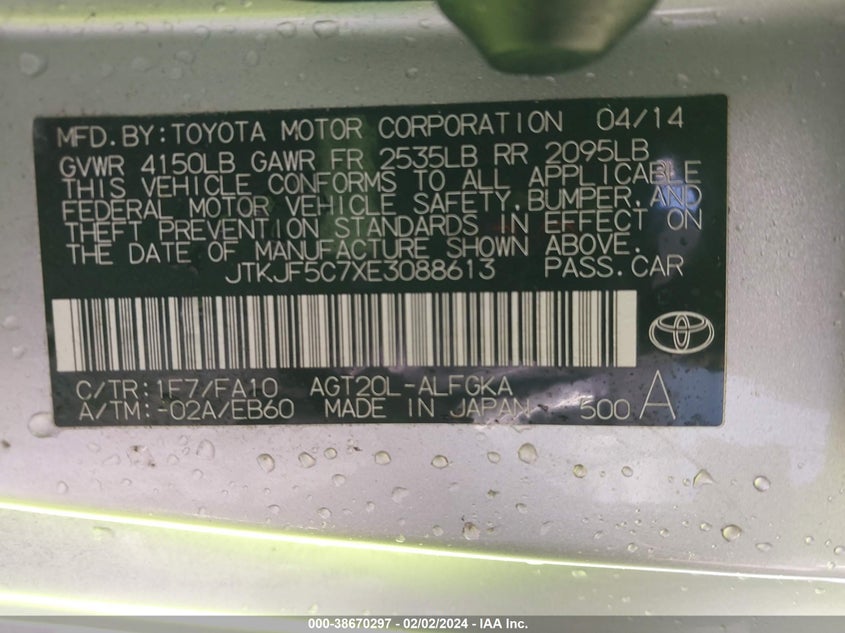 MFD. BY: TOYOTA MOTOR CORPORATION 04/14
GVWR 4150LB GAWR FR 2535LB RR 2095LB
THIS VEHICLE CONFORMS TO ALL APPLICABLE
FEDERAL MOTOR VEHICLE SAFETY, BUMPER, AND
THEFT PREVENTION STANDARDS IN EFFECT ON
THE DATE OF MANUFACTURE SHOWN ABOVE.
JTKJF5C7XE3088613 PASS. CAR
C/TR: 1F7/FA10 AGT20L-ALFGKA
A/TM: -02A/EB60 MADE IN JAPAN 500 A
000-38670297 - 02/02/2024 - IAA Inc.